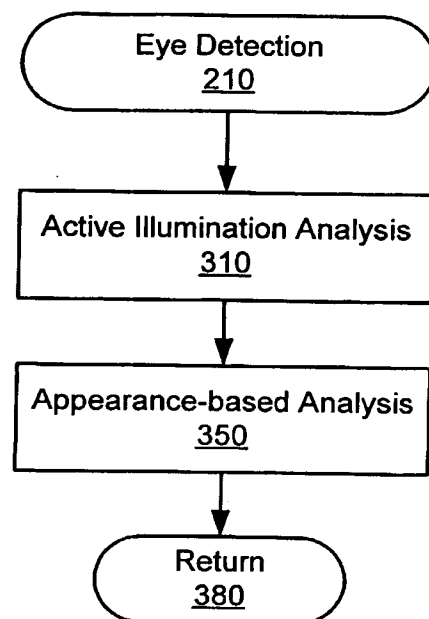 Eye Detection
210
Active Illumination Analysis
310
Appearance-based Analysis
350
Return
380